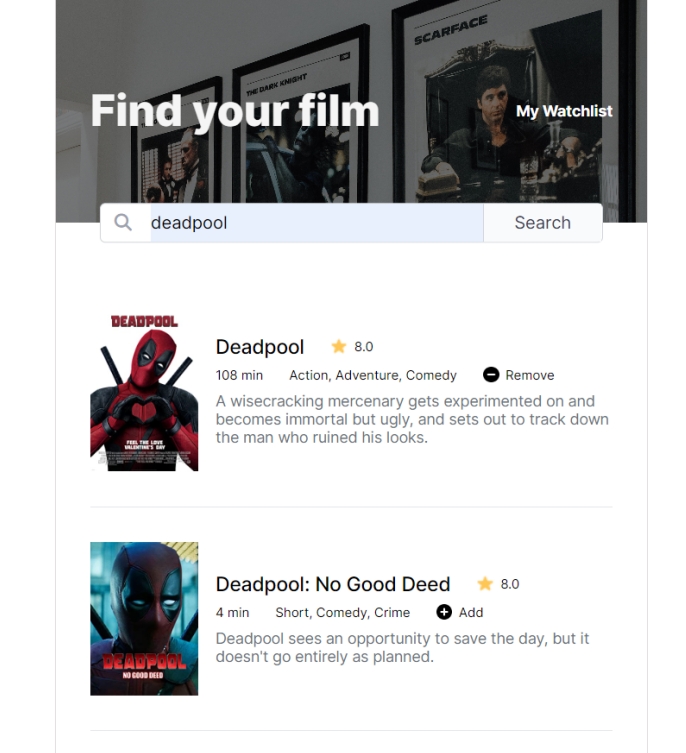 SCARFACE
THE DARK KNIGHT
Find your film
My Watchlist
deadpool
Search
DEADPOOL
FEEL THE LOVE
VALENTINE'S DAY
Deadpool
8.0
108 min
Action, Adventure, Comedy
Remove
A wisecracking mercenary gets experimented on and
becomes immortal but ugly, and sets out to track down
the man who ruined his looks.
DEADPOOL
NO GOOD DEED
Deadpool: No Good Deed
8.0
4 min
Short, Comedy, Crime
Add
Deadpool sees an opportunity to save the day, but it
doesn't go entirely as planned.